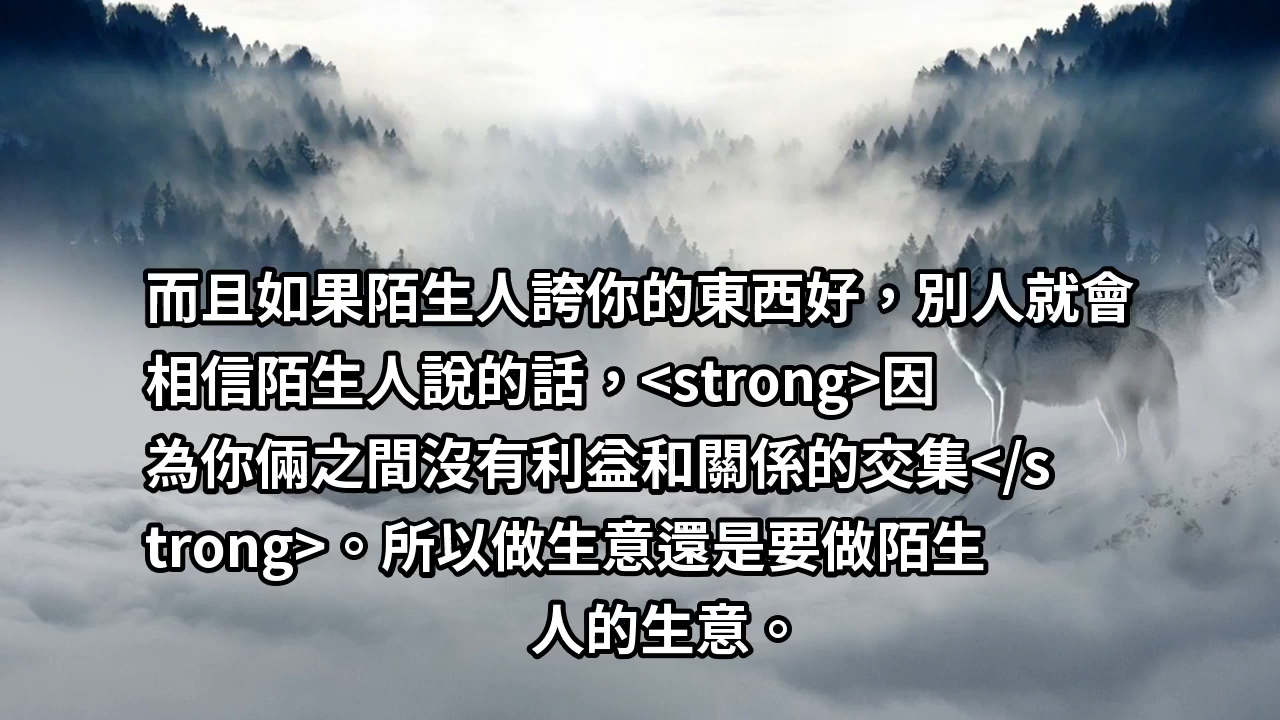 而且如果陌生人誇你的東西好，別人就會
相信陌生人說的話，<strong>因
為你倆之間沒有利益和關係的交集</s
trong>。所以做生意還是要做陌生
人的生意。